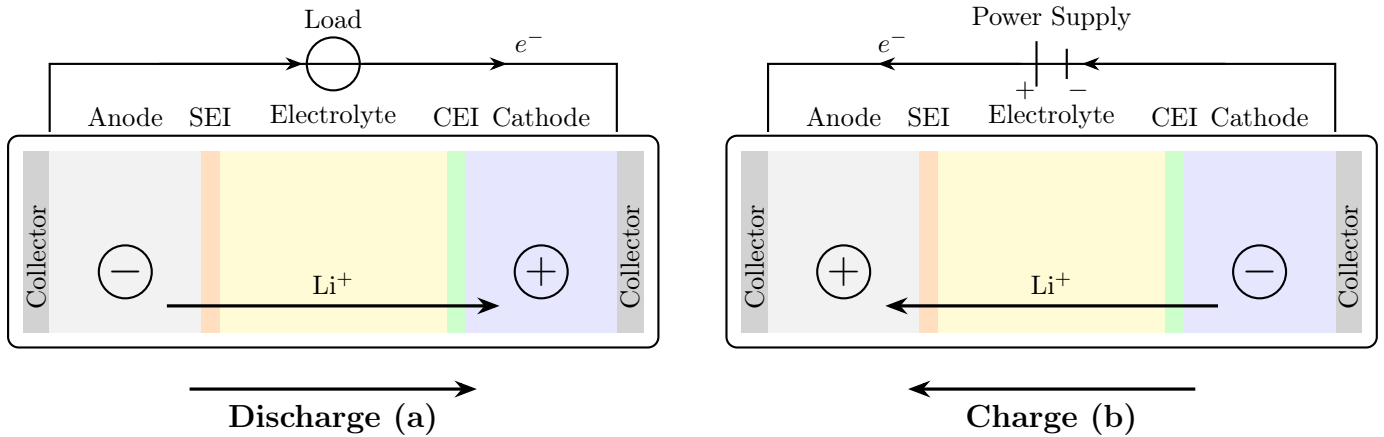 Load
e⁻
Anode SEI Electrolyte CEI Cathode
Collector
−
+
Collector
Li⁺
Discharge (a)
Power Supply
e⁻
+ −
Anode SEI Electrolyte CEI Cathode
Collector
+
−
Collector
Li⁺
Charge (b)